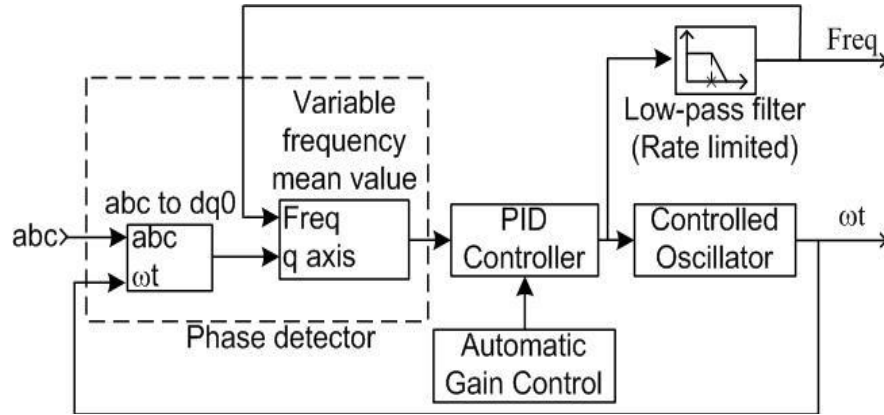 Freq
Low-pass filter
(Rate limited)
Variable
frequency
mean value
abc to dq0
abc
abc
ωt
Freq
q axis
PID
Controller
Controlled
Oscillator
ωt
Phase detector
Automatic
Gain Control